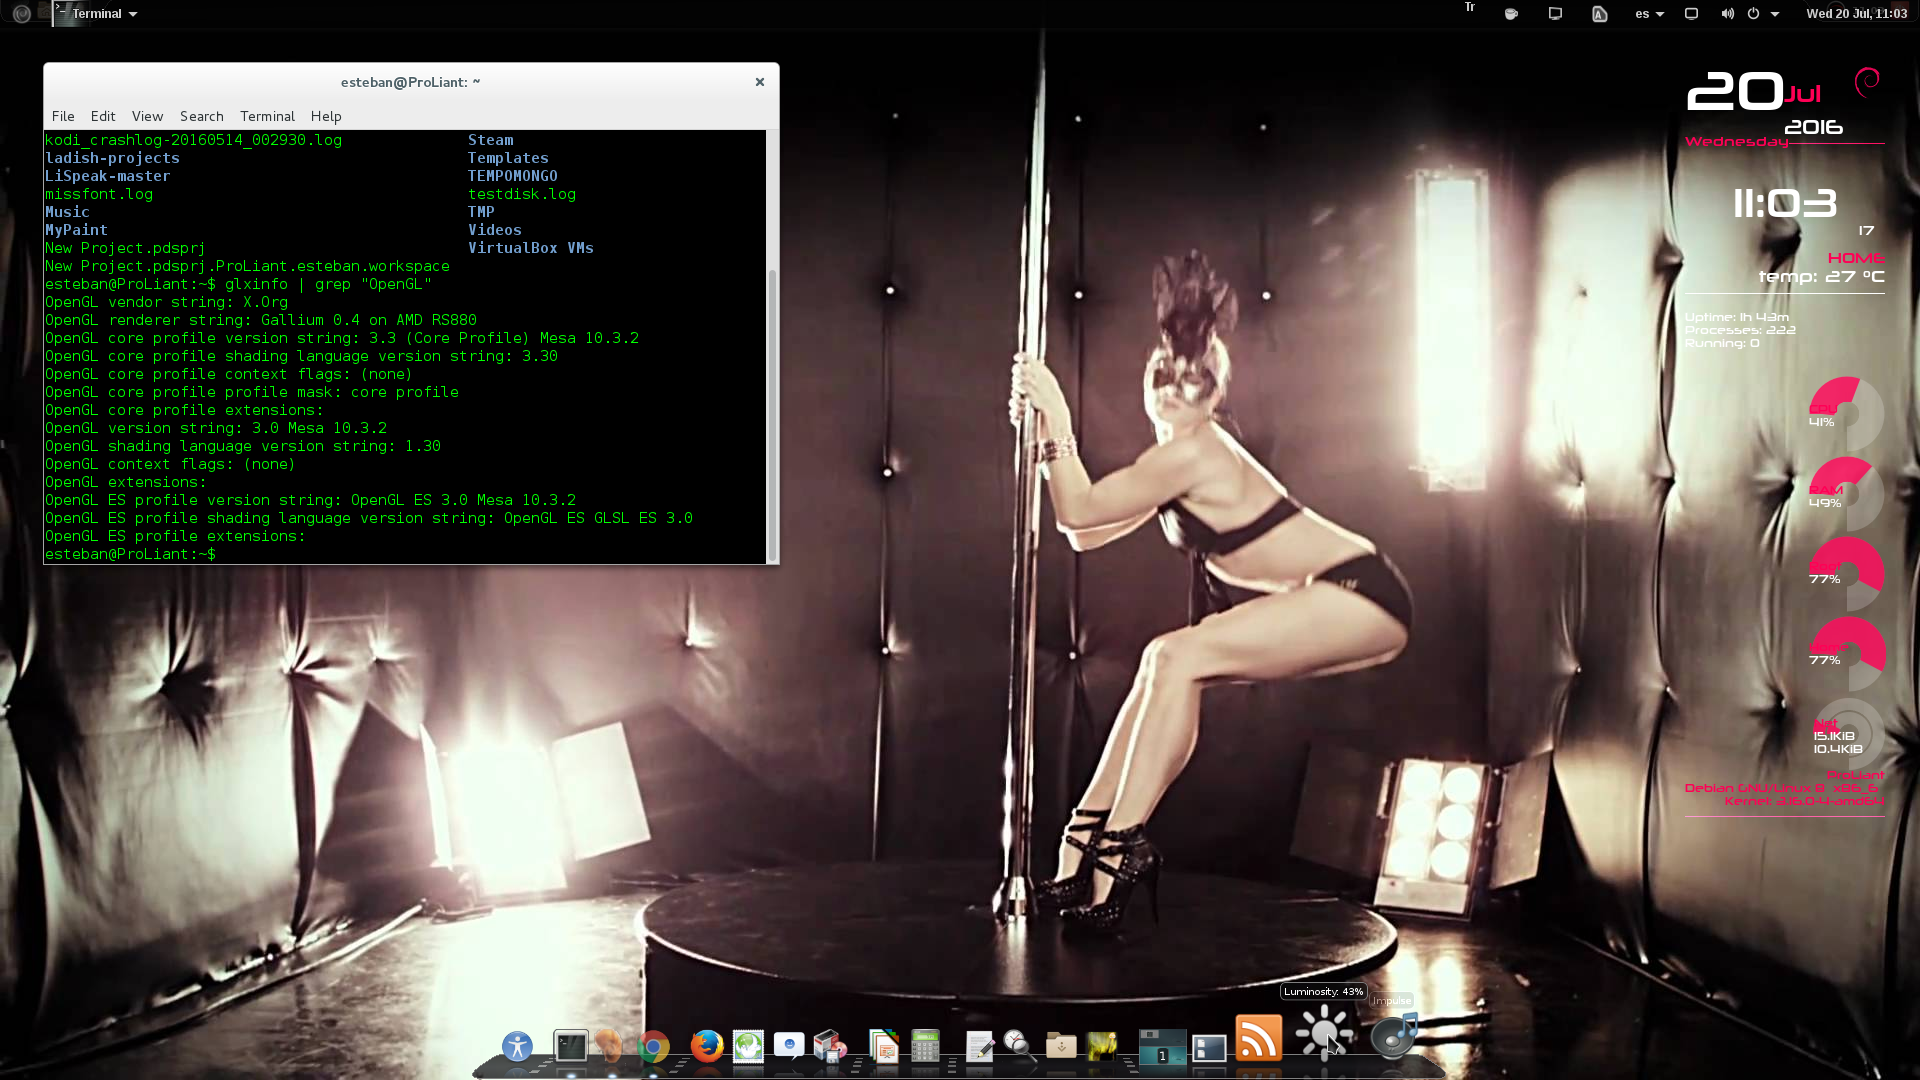 Terminal
Tr
es
Wed 20 Jul, 11:03
esteban@ProLiant: ~
File Edit View Search Terminal Help
kodi_crashlog-20160514_002930.log Steam
ladish-projects Templates
LiSpeak-master TEMPOMONGO
missfont.log testdisk.log
Music TMP
MyPaint Videos
New Project.pdsprj VirtualBox VMs
New Project.pdsprj.ProLiant.esteban.workspace
esteban@ProLiant:~$ glxinfo | grep "OpenGL"
OpenGL vendor string: X.Org
OpenGL renderer string: Gallium 0.4 on AMD RS880
OpenGL core profile version string: 3.3 (Core Profile) Mesa 10.3.2
OpenGL core profile shading language version string: 3.30
OpenGL core profile context flags: (none)
OpenGL core profile profile mask: core profile
OpenGL core profile extensions:
OpenGL version string: 3.0 Mesa 10.3.2
OpenGL shading language version string: 1.30
OpenGL context flags: (none)
OpenGL extensions:
OpenGL ES profile version string: OpenGL ES 3.0 Mesa 10.3.2
OpenGL ES profile shading language version string: OpenGL ES GLSL ES 3.0
OpenGL ES profile extensions:
esteban@ProLiant:~$
20 Jul
2016
Wednesday
11:03
17
HOME
temp: 27 ºC
Uptime: 1h 43m
Processes: 222
Running: 0
CPU
41%
RAM
49%
Root
77%
77%
Net
15.1KiB
10.4KiB
ProLiant
Debian GNU/Linux 8 x86_6
Kernel: 3.16.0-4-amd64
Luminosity: 43%
Impulse
1